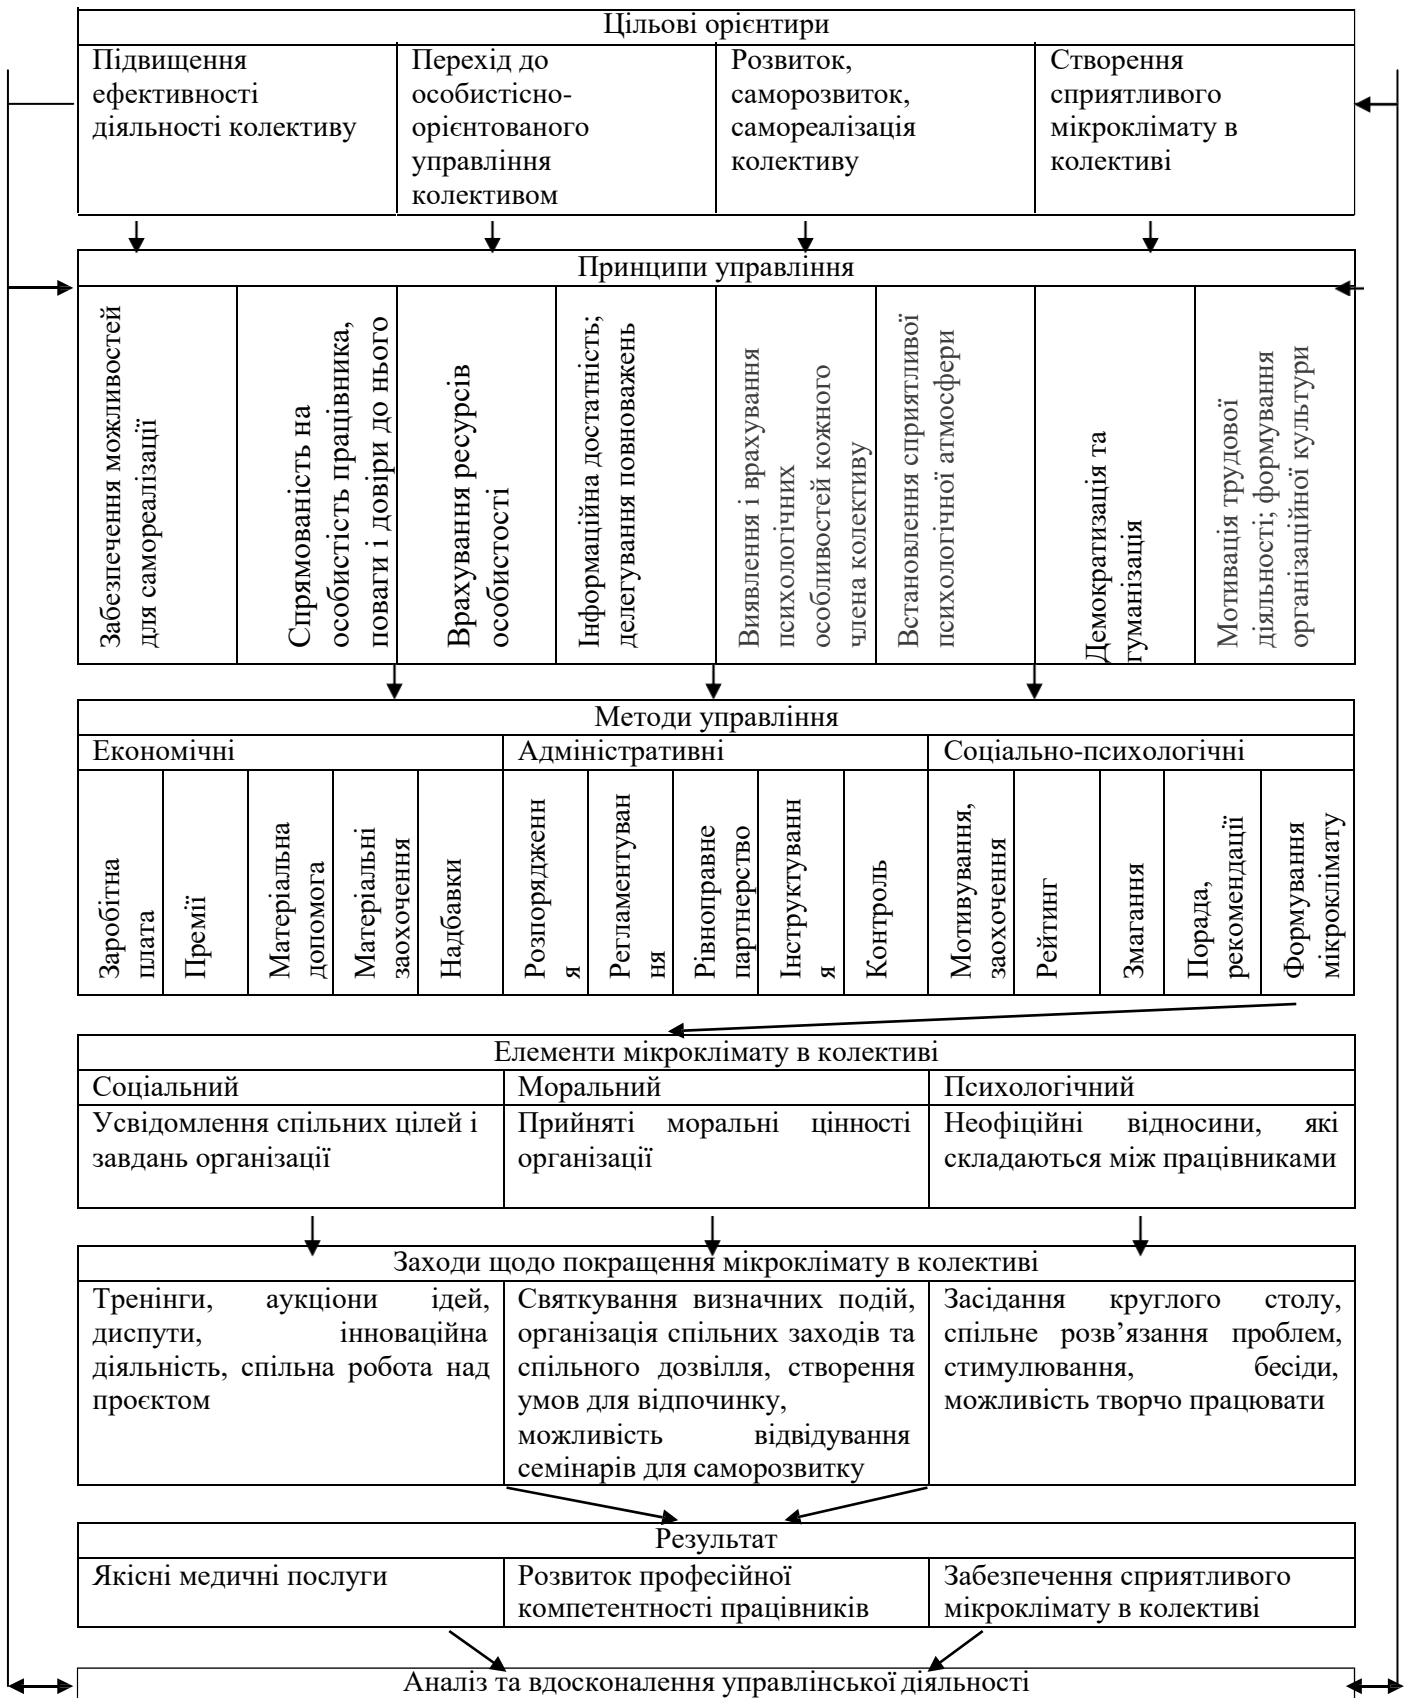 Цільові орієнтири
Підвищення
ефективності
діяльності колективу
Перехід до
особистісно-
орієнтованого
управління
колективом
Розвиток,
саморозвиток,
самореалізація
колективу
Створення
сприятливого
мікроклімату в
колективі
Принципи управління
Забезпечення можливостей
для самореалізації
Спрямованість на
особистість працівника,
поваги і довіри до нього
Врахування ресурсів
особистості
Інформаційна достатність;
делегування повноважень
Виявлення і врахування
психологічних
особливостей кожного
члена колективу
Встановлення сприятливої
психологічної атмосфери
Демократизація та
гуманізація
Мотивація трудової
діяльності; формування
організаційної культури
Методи управління
Економічні
Адміністративні
Соціально-психологічні
Заробітна
плата
Премії
Матеріальна
допомога
Матеріальні
заохочення
Надбавки
Розпорядженн
я
Регламентуван
ня
Рівноправне
партнерство
Інструктуванн
я
Контроль
Мотивування,
заохочення
Рейтинг
Змагання
Порада,
рекомендації
Формування
мікроклімату
Елементи мікроклімату в колективі
Соціальний
Моральний
Психологічний
Усвідомлення спільних цілей і
завдань організації
Прийняті моральні цінності
організації
Неофіційні відносини, які
складаються між працівниками
Заходи щодо покращення мікроклімату в колективі
Тренінги, аукціони ідей,
диспути, інноваційна
діяльність, спільна робота над
проєктом
Святкування визначних подій,
організація спільних заходів та
спільного дозвілля, створення
умов для відпочинку,
можливість відвідування
семінарів для саморозвитку
Засідання круглого столу,
спільне розв’язання проблем,
стимулювання, бесіди,
можливість творчо працювати
Результат
Якісні медичні послуги
Розвиток професійної
компетентності працівників
Забезпечення сприятливого
мікроклімату в колективі
Аналіз та вдосконалення управлінської діяльності